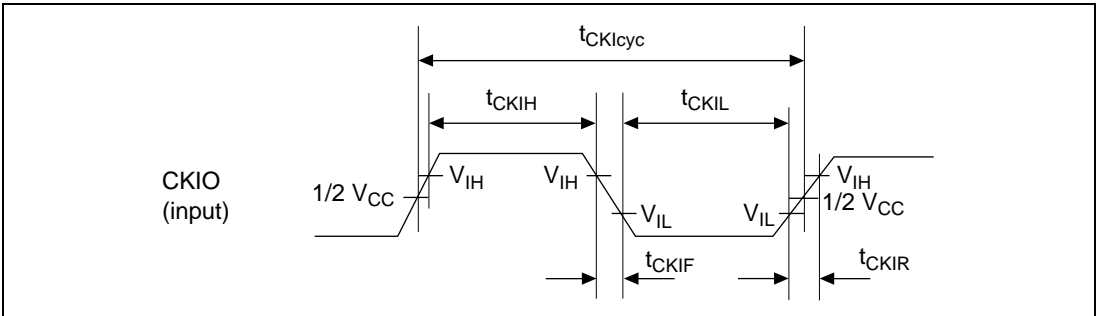 tCKIcyc
tCKIH
tCKIL
CKIO
(input)
1/2 VCC
VIH
VIH
VIL
VIL
VIH
1/2 VCC
tCKIF
tCKIR